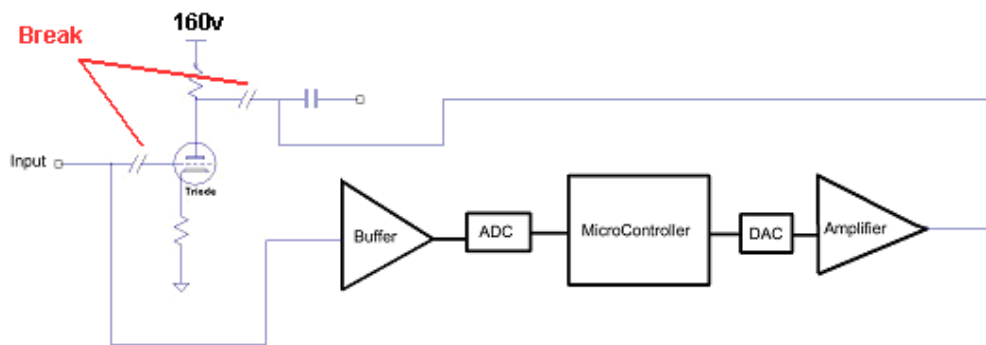 160v
Break
Input
Triode
Buffer
ADC
MicroController
DAC
Amplifier